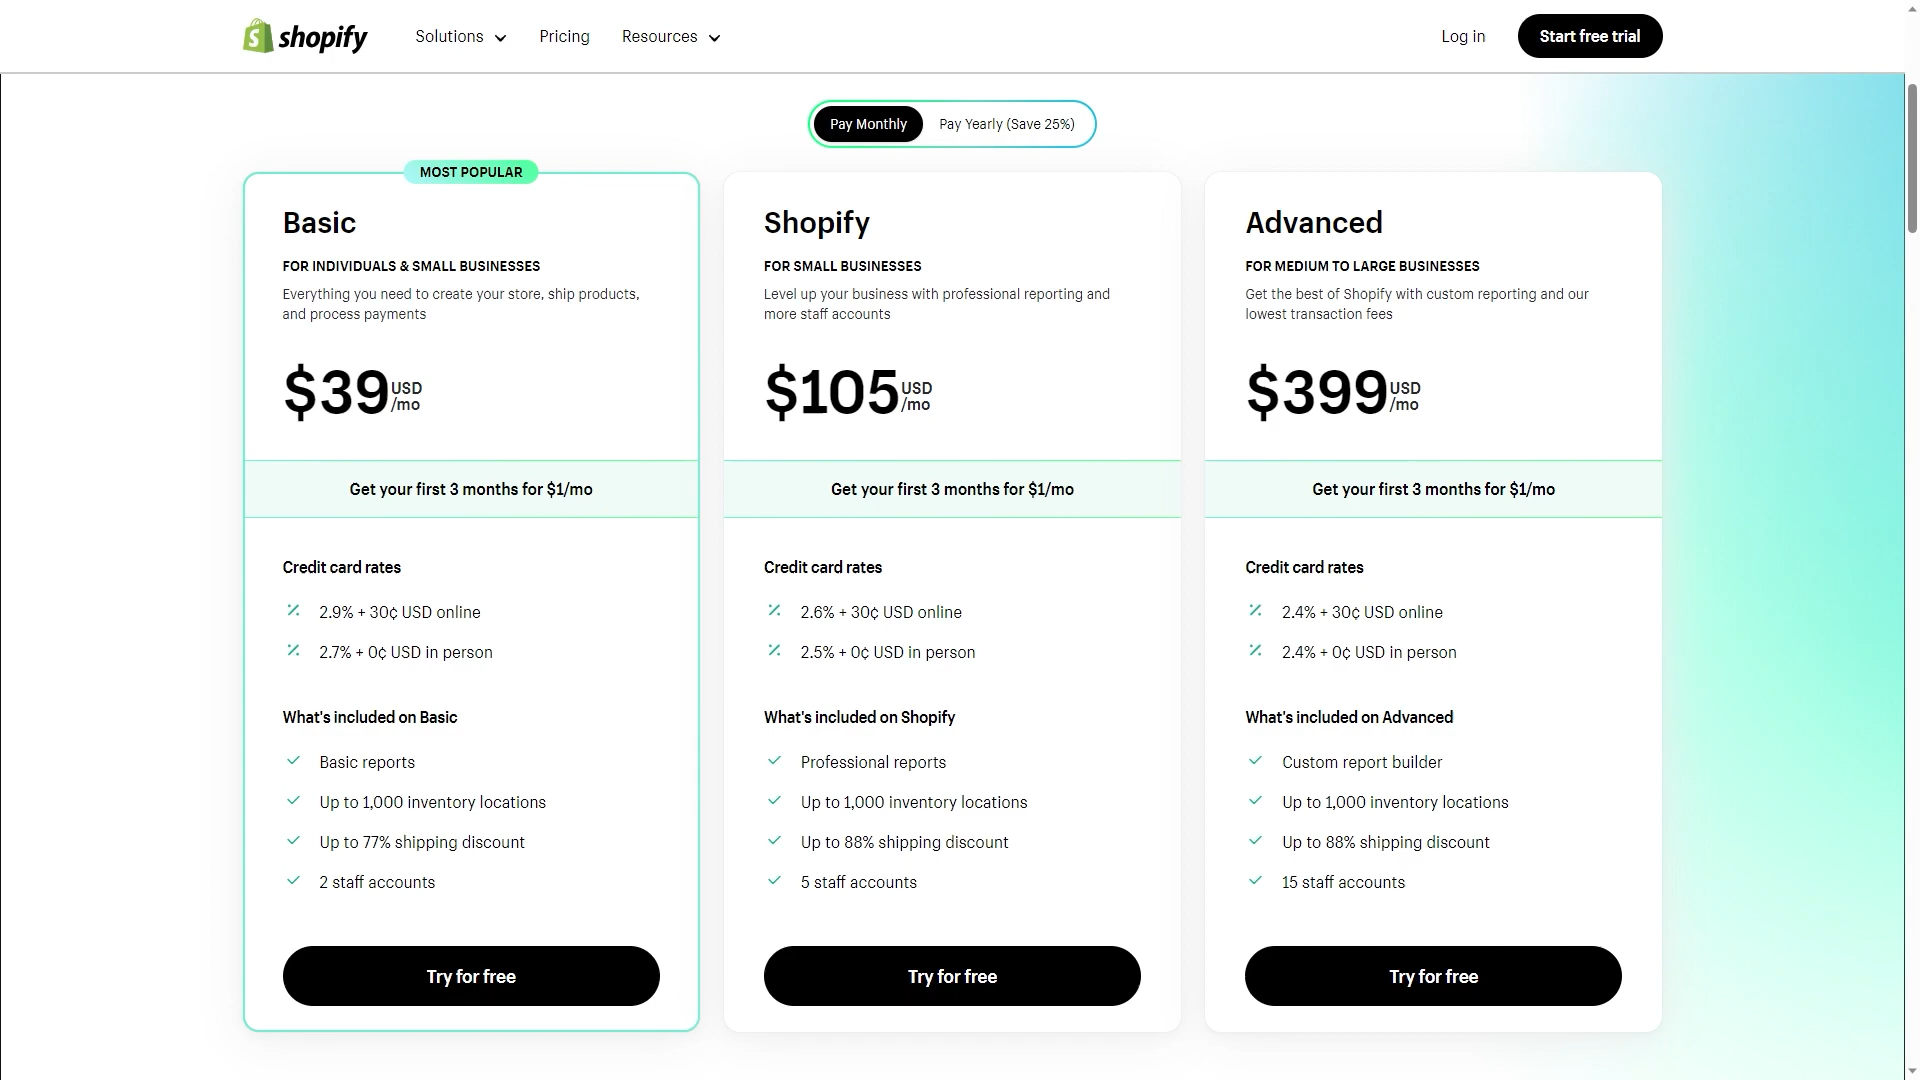 shopify
Solutions
Pricing
Resources
Log in
Start free trial
Pay Monthly
Pay Yearly (Save 25%)
MOST POPULAR
Basic
FOR INDIVIDUALS & SMALL BUSINESSES
Everything you need to create your store, ship products,
and process payments
$39 USD
/mo
Get your first 3 months for $1/mo
Credit card rates
2.9% + 30¢ USD online
2.7% + 0¢ USD in person
What's included on Basic
Basic reports
Up to 1,000 inventory locations
Up to 77% shipping discount
2 staff accounts
Try for free
Shopify
FOR SMALL BUSINESSES
Level up your business with professional reporting and
more staff accounts
$105 USD
/mo
Get your first 3 months for $1/mo
Credit card rates
2.6% + 30¢ USD online
2.5% + 0¢ USD in person
What's included on Shopify
Professional reports
Up to 1,000 inventory locations
Up to 88% shipping discount
5 staff accounts
Try for free
Advanced
FOR MEDIUM TO LARGE BUSINESSES
Get the best of Shopify with custom reporting and our
lowest transaction fees
$399 USD
/mo
Get your first 3 months for $1/mo
Credit card rates
2.4% + 30¢ USD online
2.4% + 0¢ USD in person
What's included on Advanced
Custom report builder
Up to 1,000 inventory locations
Up to 88% shipping discount
15 staff accounts
Try for free